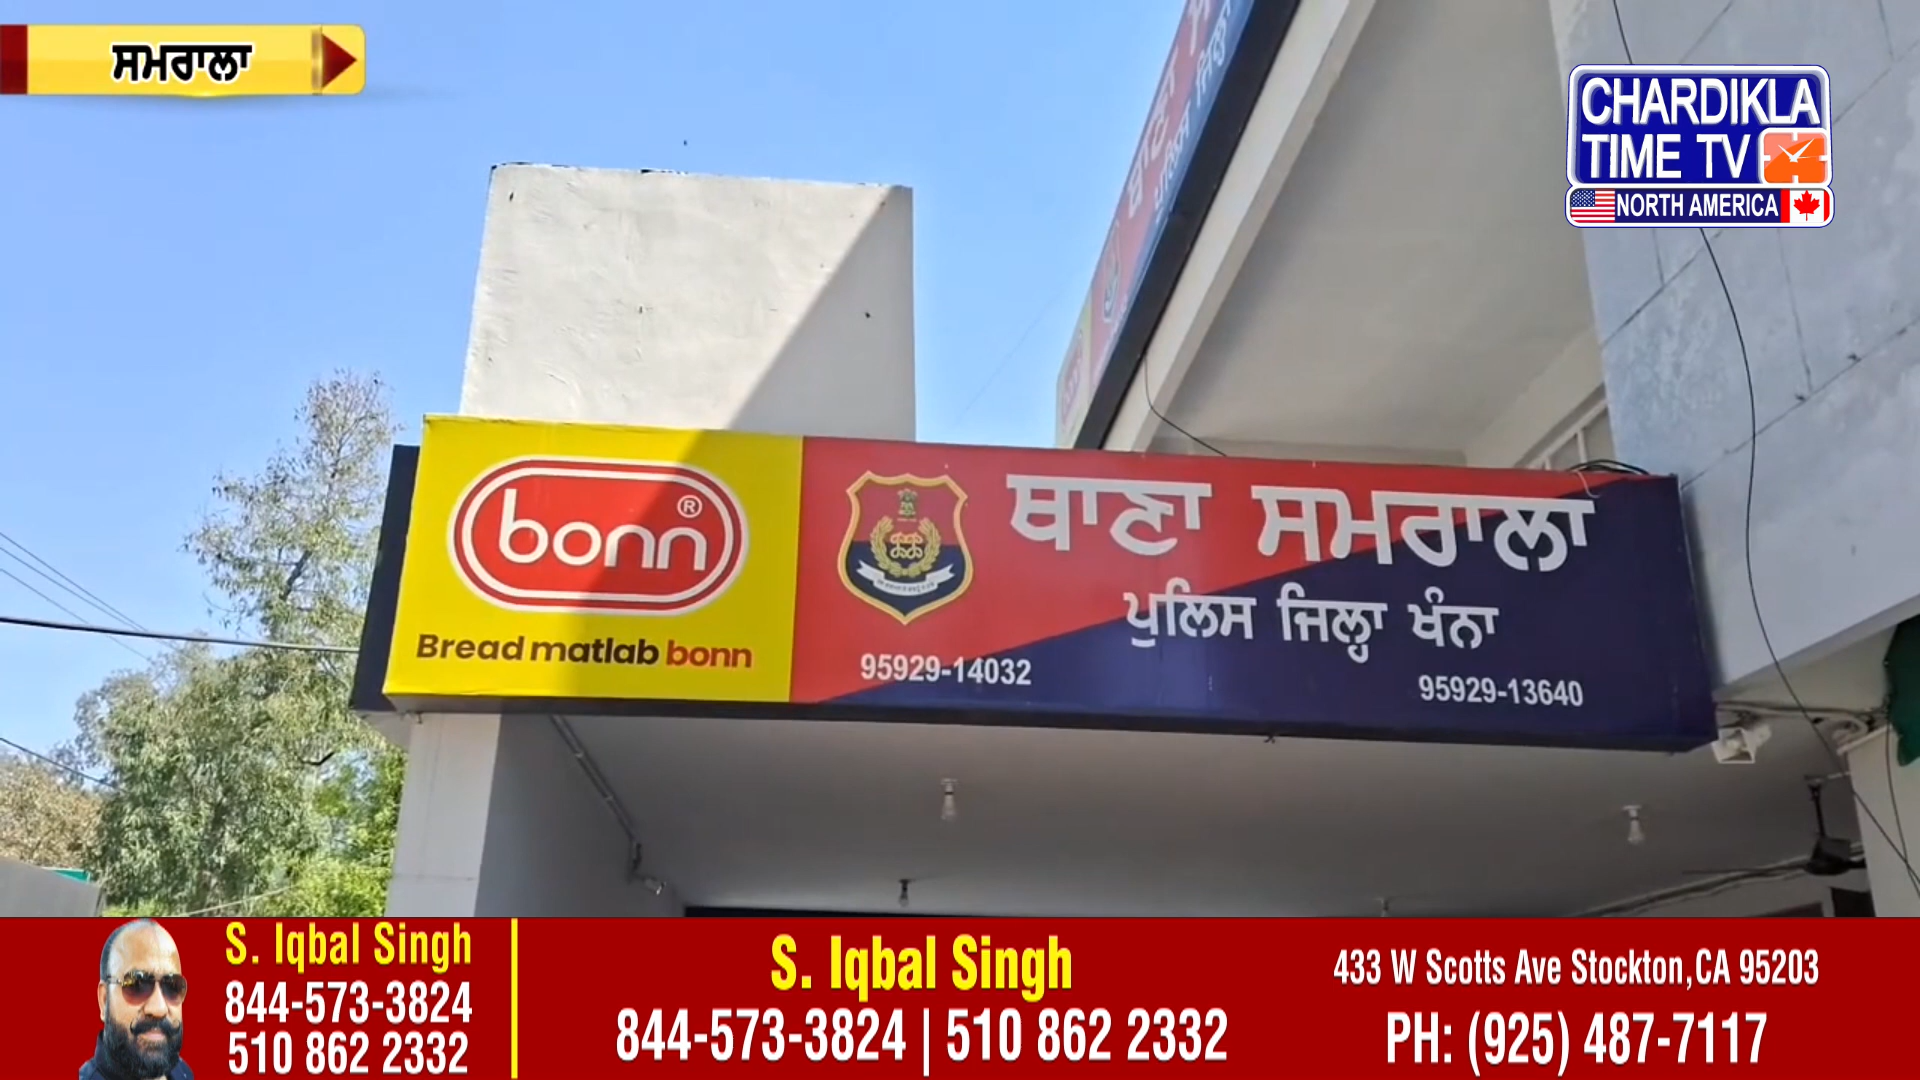 ਸਮਰਾਲਾ
CHARDIKLA
TIME TV
NORTH AMERICA
bonn®
Bread matlab bonn
ਥਾਣਾ ਸਮਰਾਲਾ
ਪੁਲਿਸ ਜਿਲ੍ਹਾ ਖੰਨਾ
95929-14032
95929-13640
S. Iqbal Singh
844-573-3824
510 862 2332
S. Iqbal Singh
844-573-3824 | 510 862 2332
433 W Scotts Ave Stockton,CA 95203
PH: (925) 487-7117